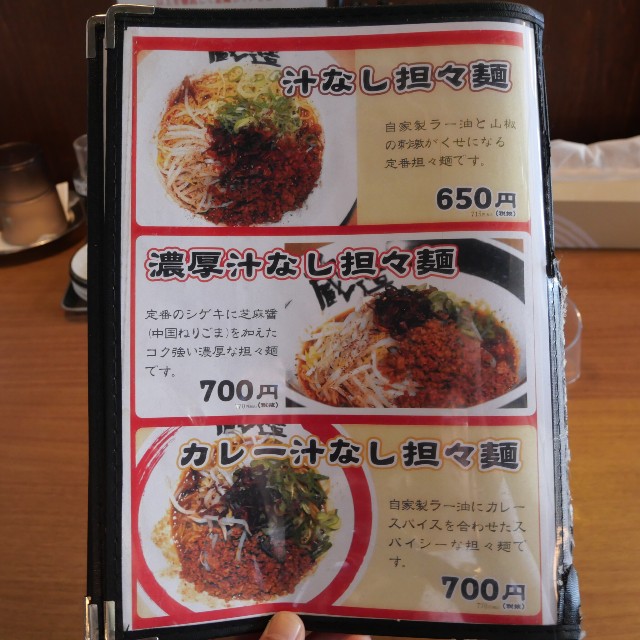 汁なし担々麺
自家製ラー油と山椒
の刺激がくせになる
定番担々麺です。
650円
(税抜)
濃厚汁なし担々麺
定番のシゲキに芝麻醤
(中国ねりごま)を加えた
コク強い濃厚な担々麺
です。
700円
(税抜)
カレー汁なし担々麺
自家製ラー油にカレー
スパイスを合わせたス
パイシーな担々麺で
す。
700円
(税抜)